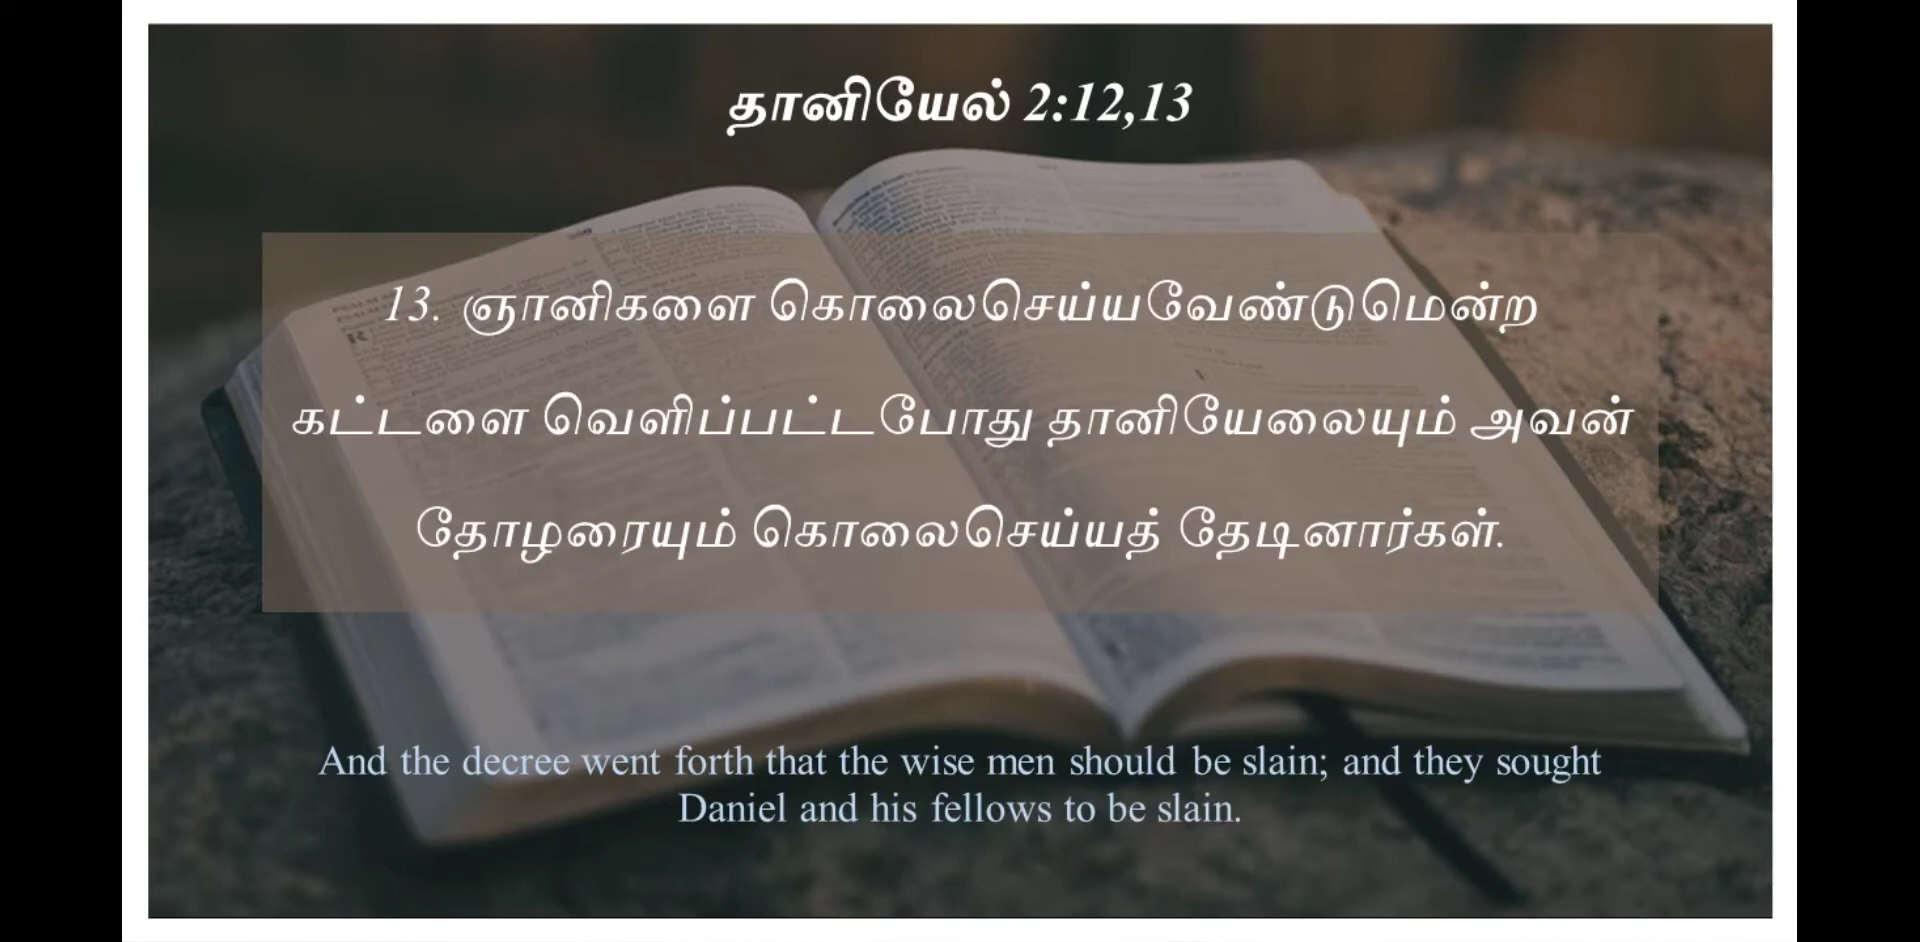 தானியேல் 2:12,13
13. ஞானிகளை கொலைசெய்யவேண்டுமென்ற
கட்டளை வெளிப்பட்டபோது தானியேலையும் அவன்
தோழரையும் கொலைசெய்யத் தேடினார்கள்.
And the decree went forth that the wise men should be slain; and they sought
Daniel and his fellows to be slain.